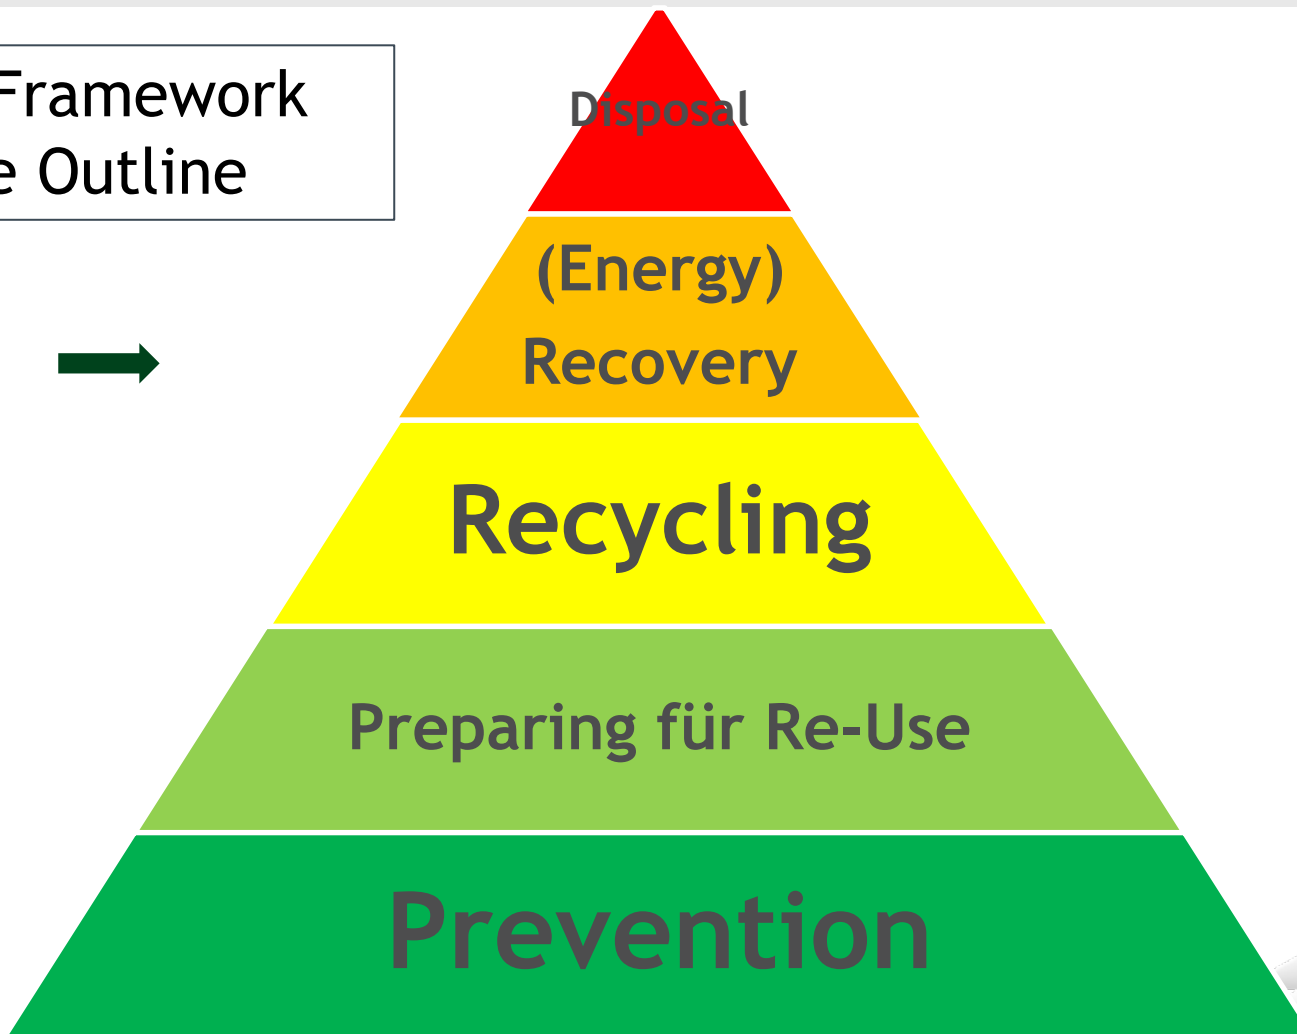 Framework
e Outline
Disposal
(Energy)
Recovery
Recycling
Preparing für Re-Use
Prevention